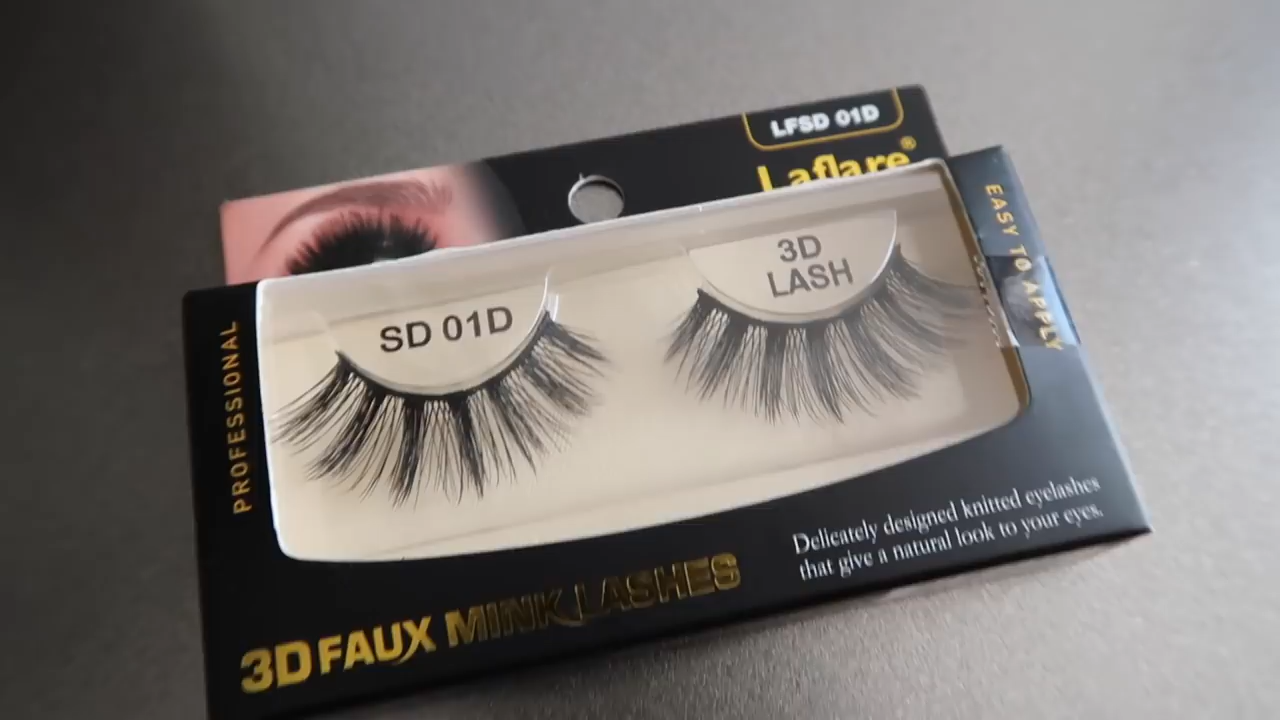 LFSD 01D
Laflare®
EASY TO APPLY
3D
LASH
SD 01D
PROFESSIONAL
Delicately designed knitted eyelashes
that give a natural look to your eyes.
3D FAUX MINK LASHES